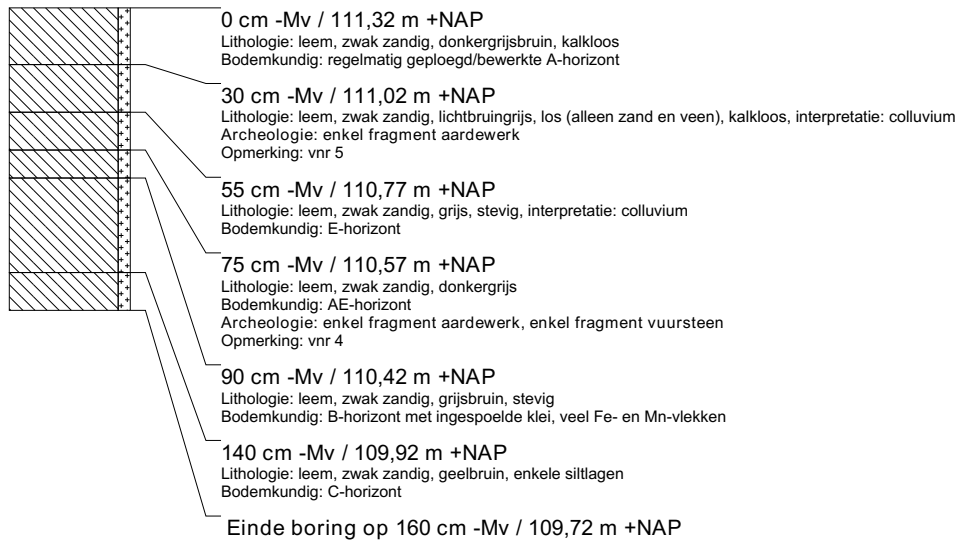 0 cm -Mv / 111,32 m +NAP
Lithologie: leem, zwak zandig, donkergrijsbruin, kalkloos
Bodemkundig: regelmatig geploegd/bewerkte A-horizont
30 cm -Mv / 111,02 m +NAP
Lithologie: leem, zwak zandig, lichtbruingrijs, los (alleen zand en veen), kalkloos, interpretatie: colluvium
Archeologie: enkel fragment aardewerk
Opmerking: vnr 5
55 cm -Mv / 110,77 m +NAP
Lithologie: leem, zwak zandig, grijs, stevig, interpretatie: colluvium
Bodemkundig: E-horizont
75 cm -Mv / 110,57 m +NAP
Lithologie: leem, zwak zandig, donkergrijs
Bodemkundig: AE-horizont
Archeologie: enkel fragment aardewerk, enkel fragment vuursteen
Opmerking: vnr 4
90 cm -Mv / 110,42 m +NAP
Lithologie: leem, zwak zandig, grijsbruin, stevig
Bodemkundig: B-horizont met ingespoelde klei, veel Fe- en Mn-vlekken
140 cm -Mv / 109,92 m +NAP
Lithologie: leem, zwak zandig, geelbruin, enkele siltlagen
Bodemkundig: C-horizont
Einde boring op 160 cm -Mv / 109,72 m +NAP